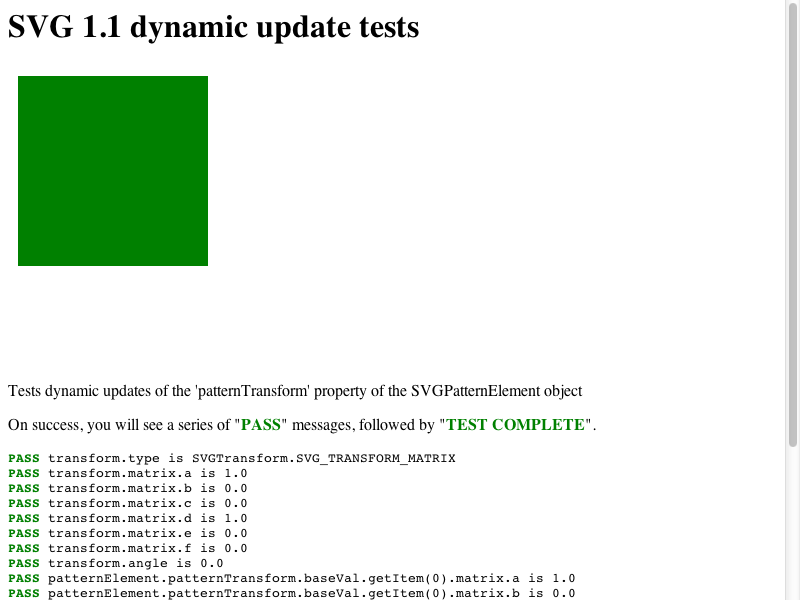 SVG 1.1 dynamic update tests
Tests dynamic updates of the 'patternTransform' property of the SVGPatternElement object
On success, you will see a series of "PASS" messages, followed by "TEST COMPLETE".
PASS transform.type is SVGTransform.SVG_TRANSFORM_MATRIX
PASS transform.matrix.a is 1.0
PASS transform.matrix.b is 0.0
PASS transform.matrix.c is 0.0
PASS transform.matrix.d is 1.0
PASS transform.matrix.e is 0.0
PASS transform.matrix.f is 0.0
PASS transform.angle is 0.0
PASS patternElement.patternTransform.baseVal.getItem(0).matrix.a is 1.0
PASS patternElement.patternTransform.baseVal.getItem(0).matrix.b is 0.0